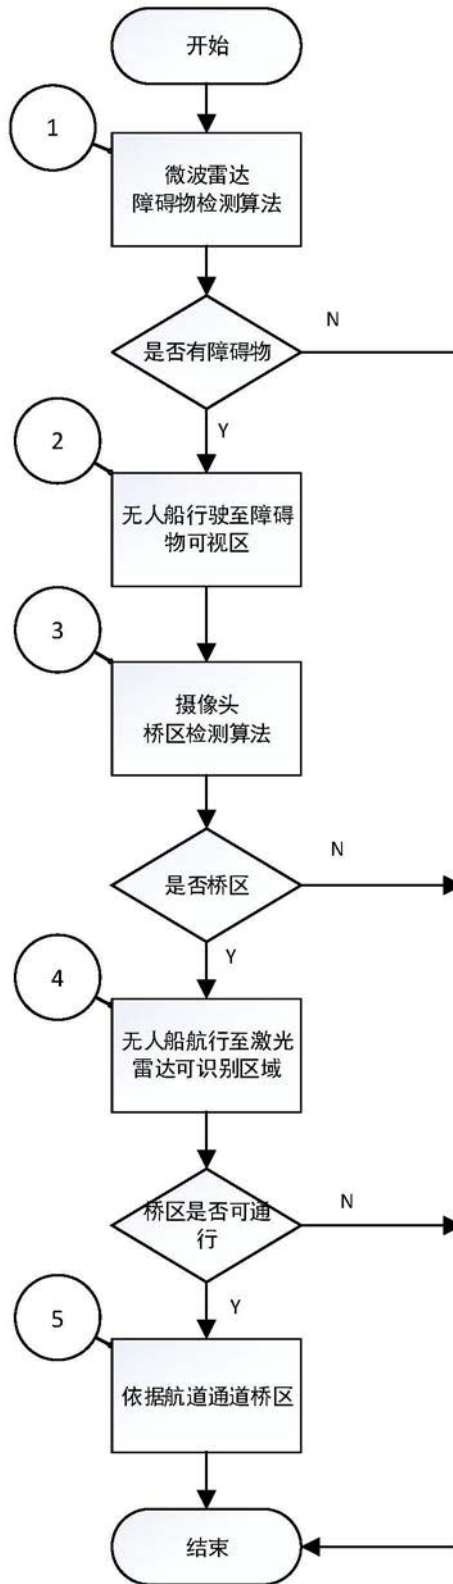 开始
1
微波雷达
障碍物检测算法
N
是否有障碍物
Y
2
无人船行驶至障碍
物可视区
3
摄像头
桥区检测算法
N
是否桥区
Y
4
无人船航行至激光
雷达可识别区域
N
桥区是否可通
行
Y
5
依据航道通道桥区
结束